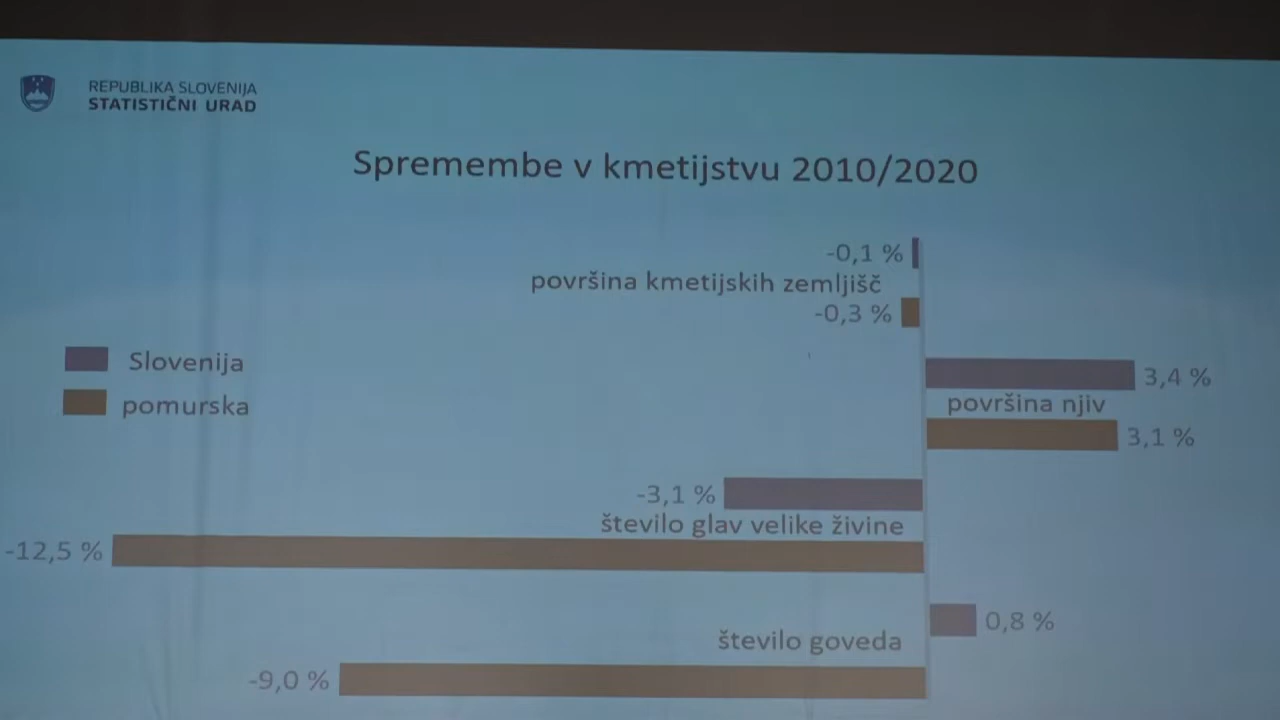 REPUBLIKA SLOVENIJA
STATISTIČNI URAD
Spremembe v kmetijstvu 2010/2020
-0,1 %
površina kmetijskih zemljišč
-0,3 %
Slovenija
pomurska
3,4 %
površina njiv
3,1 %
-3,1 %
število glav velike živine
-12,5 %
0,8 %
število goveda
-9,0 %